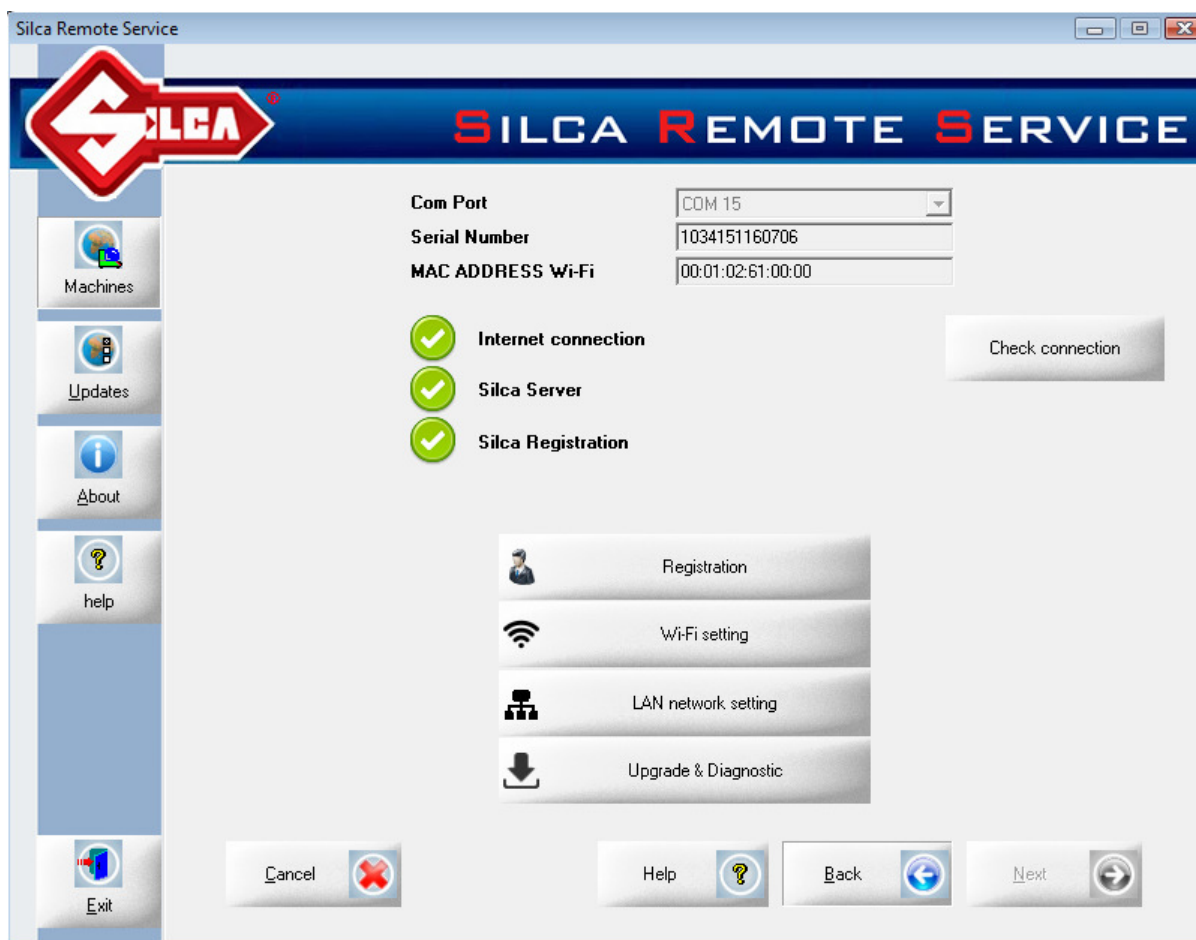 Silca Remote Service
SILCA®
SILCA REMOTE SERVICE
Com Port
COM 15
Serial Number
1034151160706
MAC ADDRESS Wi-Fi
00:01:02:61:00:00
Machines
Internet connection
Check connection
Silca Server
Updates
Silca Registration
About
Registration
help
Wi-Fi setting
LAN network setting
Upgrade & Diagnostic
Cancel
Help
Back
Next
Exit